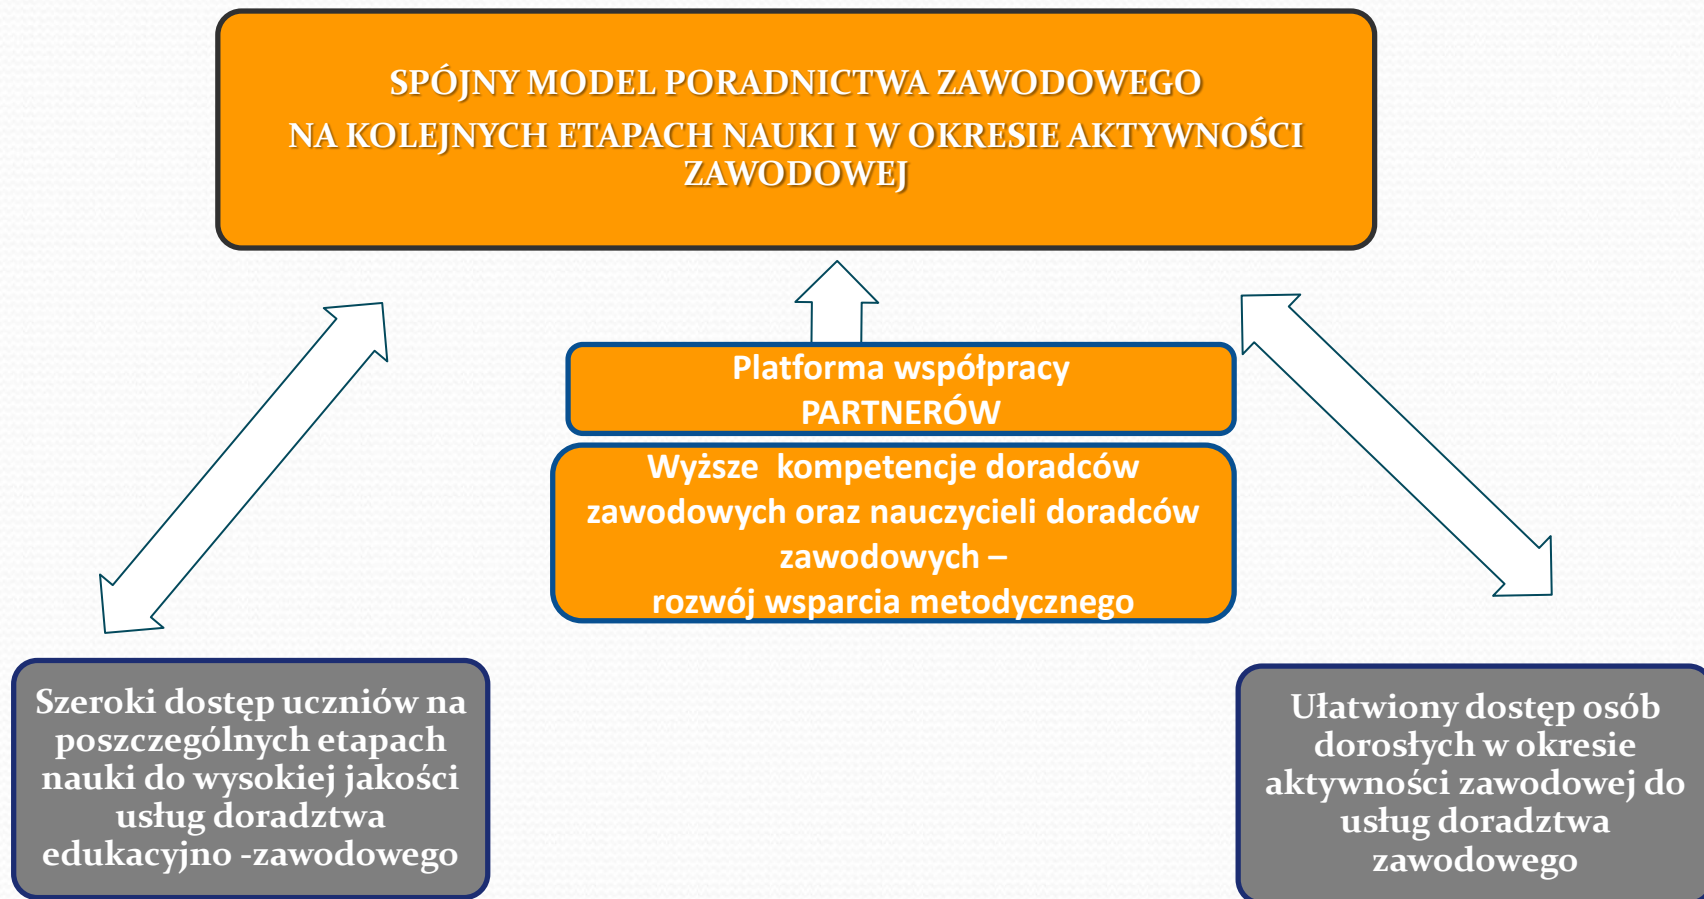 SPÓJNY MODEL PORADNICTWA ZAWODOWEGO
NA KOLEJNYCH ETAPACH NAUKI I W OKRESIE AKTYWNOŚCI
ZAWODOWEJ
Platforma współpracy
PARTNERÓW
Wyższe kompetencje doradców
zawodowych oraz nauczycieli doradców
zawodowych –
rozwój wsparcia metodycznego
Szeroki dostęp uczniów na
poszczególnych etapach
nauki do wysokiej jakości
usług doradztwa
edukacyjno -zawodowego
Ułatwiony dostęp osób
dorosłych w okresie
aktywności zawodowej do
usług doradztwa
zawodowego